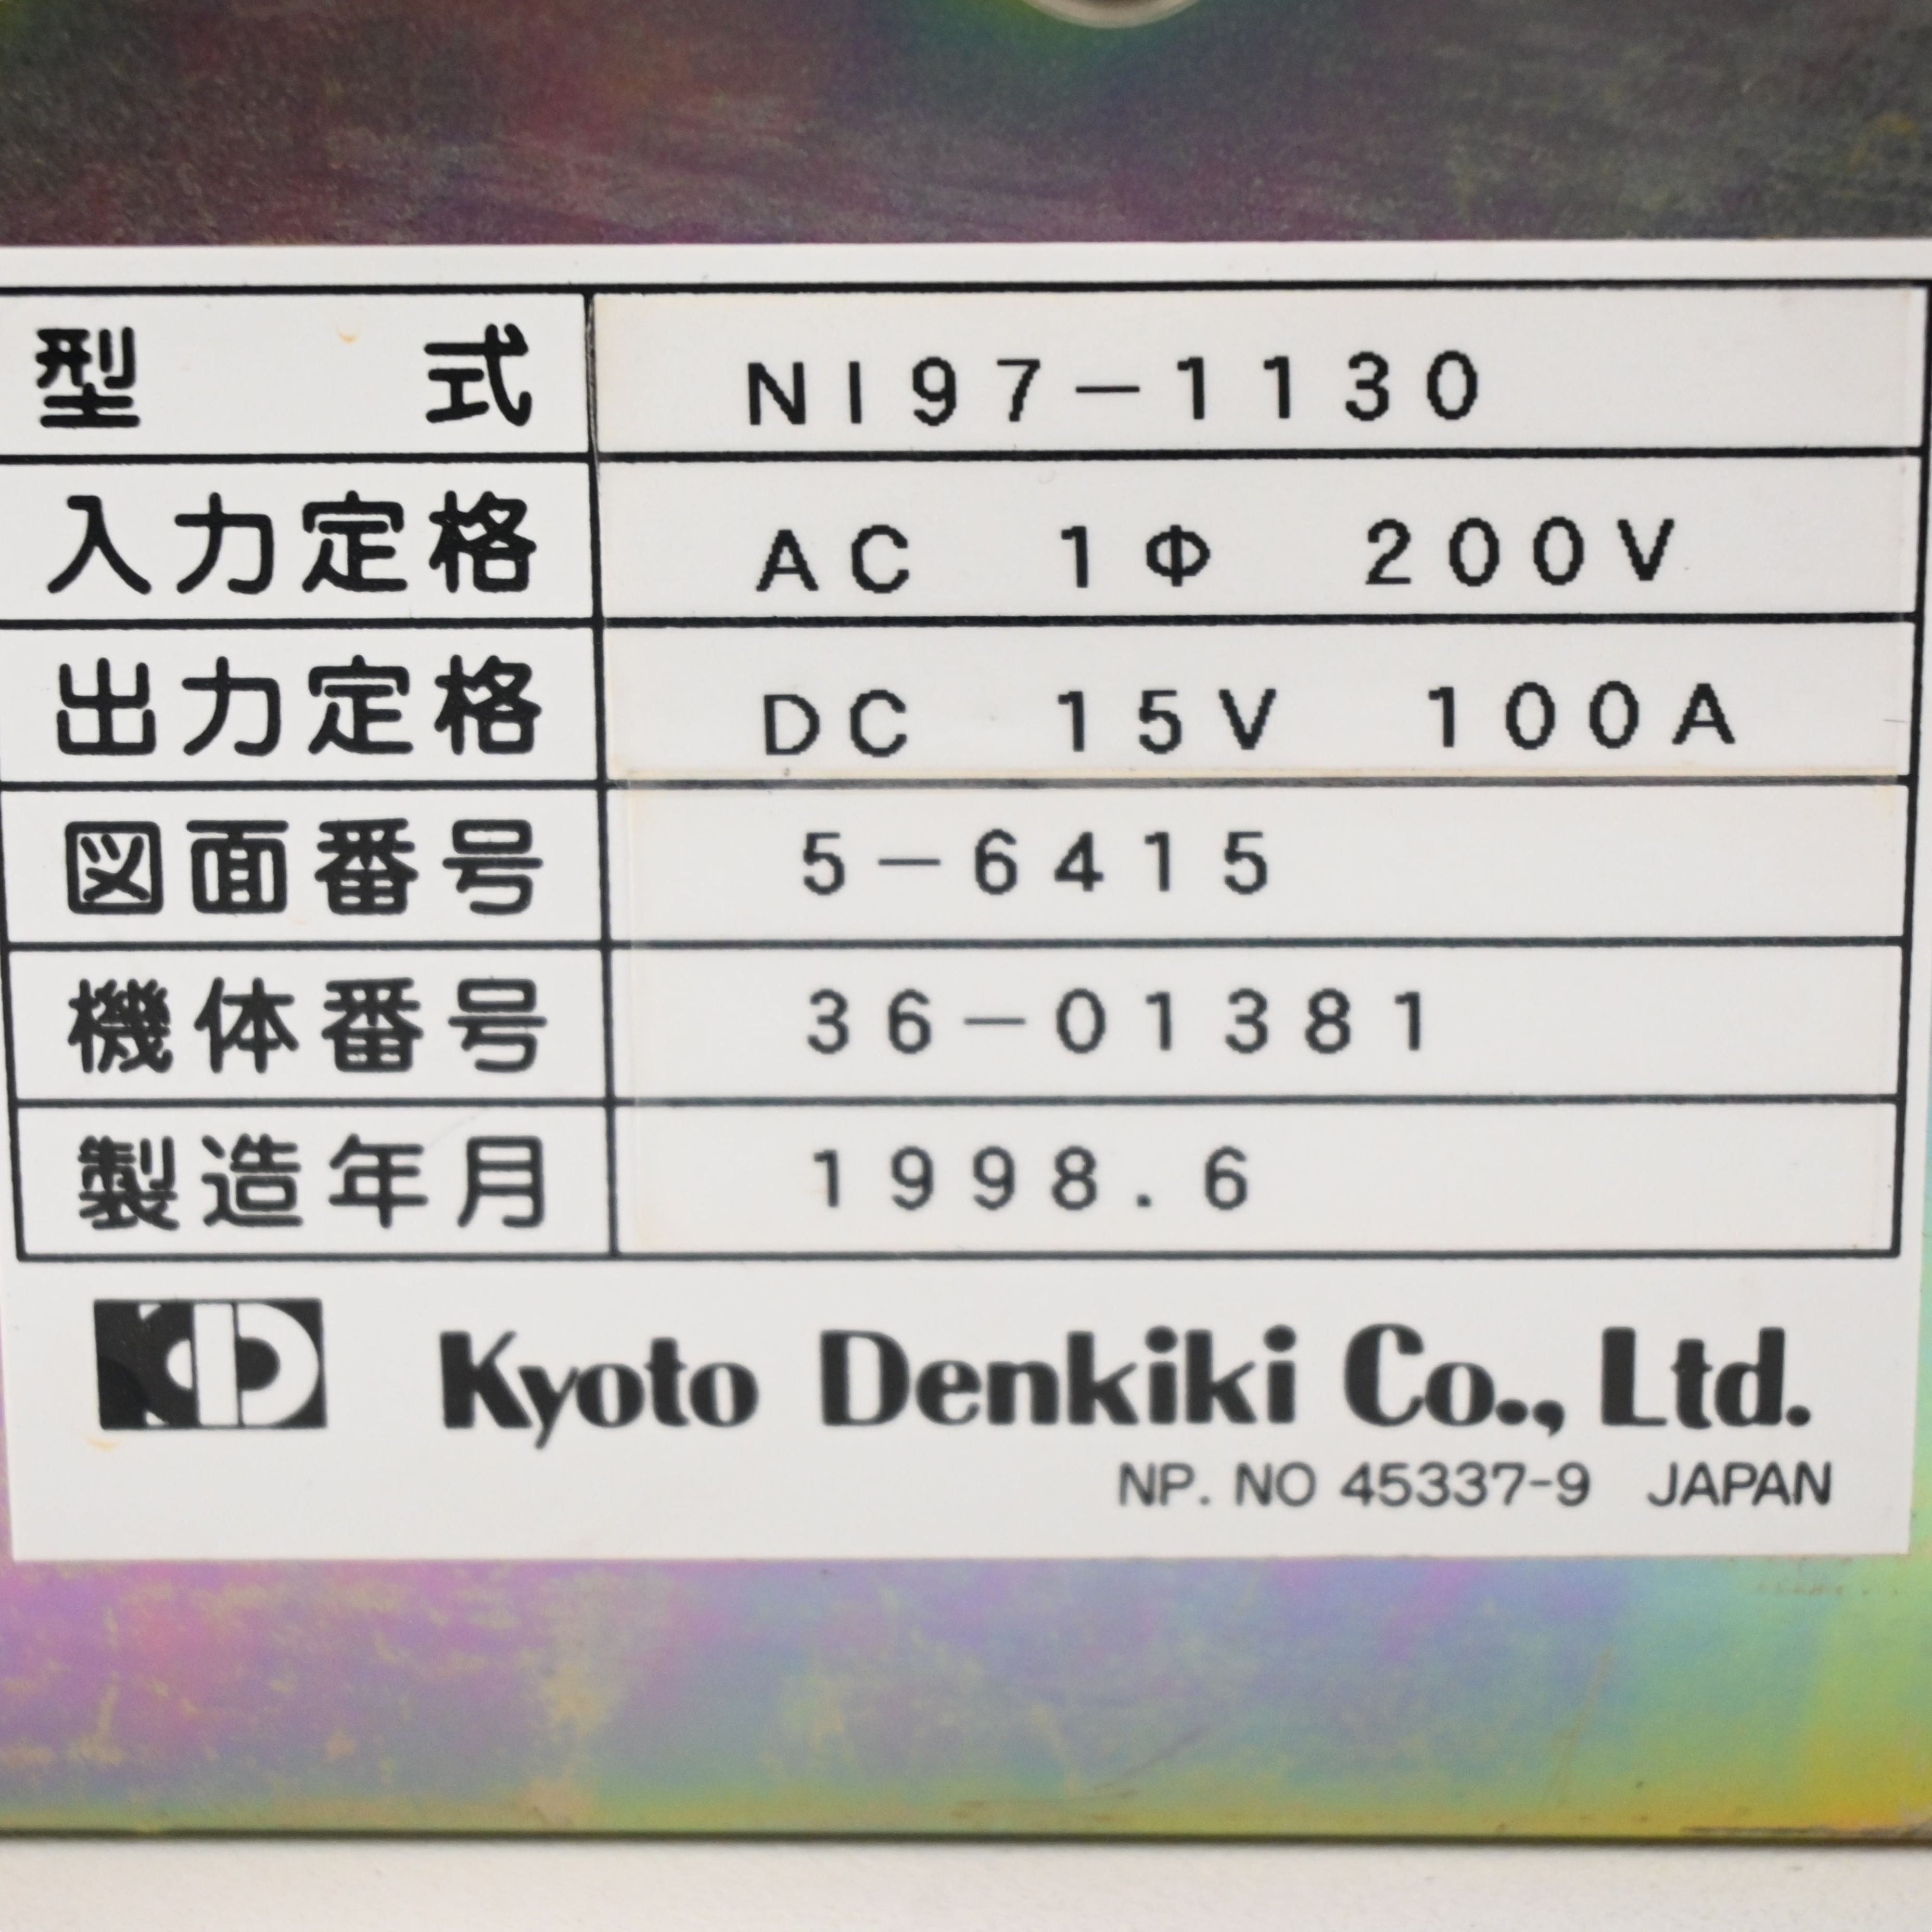 型 式 NI97-1130
入力定格 AC 1Φ 200V
出力定格 DC 15V 100A
図面番号 5-6415
機体番号 36-01381
製造年月 1998.6
KD Kyoto Denkiki Co., Ltd.
NP. NO 45337-9 JAPAN